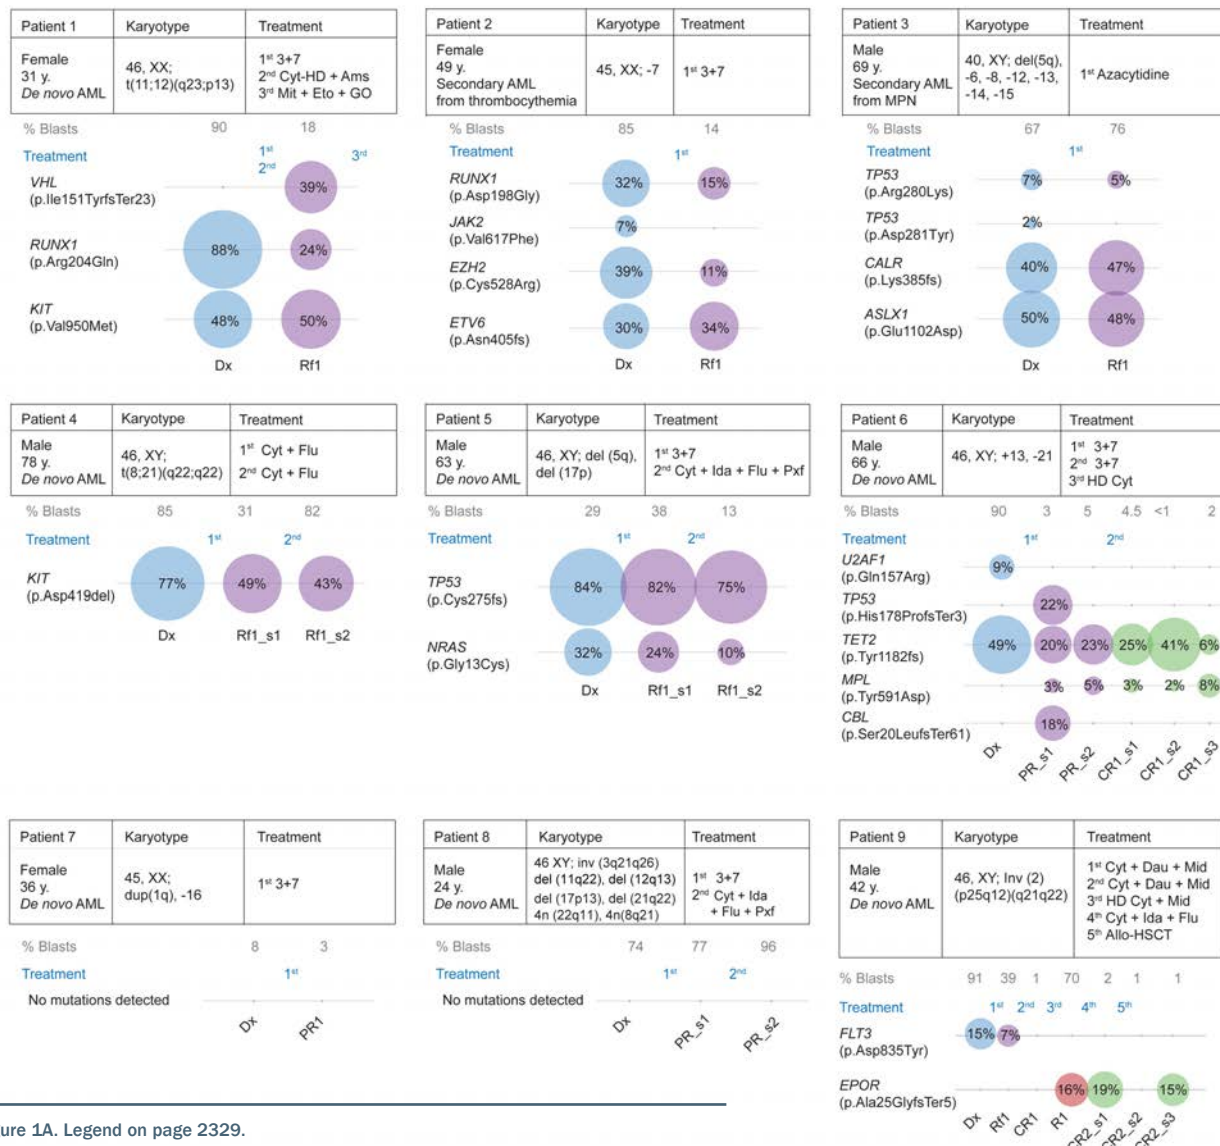 Patient 1 Karyotype Treatment
Female
31 y.
De novo AML
46, XX;
t(11;12)(q23;p13)
1st 3+7
2nd Cyt-HD + Ams
3rd Mit + Eto + GO
% Blasts 90 18
Treatment 1st 2nd 3rd
VHL
(p.Ile151TyrfsTer23)
39%
RUNX1
(p.Arg204Gln)
88% 24%
KIT
(p.Val950Met)
48% 50%
Dx Rf1
Patient 2 Karyotype Treatment
Female
49 y.
Secondary AML
from thrombocythemia
45, XX; -7
1st 3+7
% Blasts 85 14
Treatment 1st
RUNX1
(p.Asp198Gly)
32% 15%
JAK2
(p.Val617Phe)
7%
EZH2
(p.Cys528Arg)
39% 11%
ETV6
(p.Asn405fs)
30% 34%
Dx Rf1
Patient 3 Karyotype Treatment
Male
69 y.
Secondary AML
from MPN
40, XY; del(5q),
-6, -8, -12, -13,
-14, -15
1st Azacytidine
% Blasts 67 76
Treatment 1st
TP53
(p.Arg280Lys)
7% 5%
TP53
(p.Asp281Tyr)
2%
CALR
(p.Lys385fs)
40% 47%
ASLX1
(p.Glu1102Asp)
50% 48%
Dx Rf1
Patient 4 Karyotype Treatment
Male
78 y.
De novo AML
46, XY;
t(8;21)(q22;q22)
1st Cyt + Flu
2nd Cyt + Flu
% Blasts 85 31 82
Treatment 1st 2nd
KIT
(p.Asp419del)
77% 49% 43%
Dx Rf1_s1 Rf1_s2
Patient 5 Karyotype Treatment
Male
63 y.
De novo AML
46, XY; del (5q),
del (17p)
1st 3+7
2nd Cyt + Ida + Flu + Pxf
% Blasts 29 38 13
Treatment 1st 2nd
TP53
(p.Cys275fs)
84% 82% 75%
NRAS
(p.Gly13Cys)
32% 24% 10%
Dx Rf1_s1 Rf1_s2
Patient 6 Karyotype Treatment
Male
66 y.
De novo AML
46, XY; +13, -21
1st 3+7
2nd 3+7
3rd HD Cyt
% Blasts 90 3 5 4.5 <1 2
Treatment 1st 2nd
U2AF1
(p.Gln157Arg)
9%
TP53
(p.His178ProfsTer3)
22%
TET2
(p.Tyr1182fs)
49% 20% 23% 25% 41% 6%
MPL
(p.Tyr591Asp)
3% 5% 3% 2% 8%
CBL
(p.Ser20LeufsTer61)
18%
Dx PR_s1 PR_s2 CR1_s1 CR1_s2 CR1_s3
Patient 7 Karyotype Treatment
Female
36 y.
De novo AML
45, XX;
dup(1q), -16
1st 3+7
% Blasts 8 3
Treatment 1st
No mutations detected
Dx PR1
Patient 8 Karyotype Treatment
Male
24 y.
De novo AML
46 XY; inv (3q21q26)
del (11q22), del (12q13)
del (17p13), del (21q22)
4n (22q11), 4n(8q21)
1st 3+7
2nd Cyt + Ida
+ Flu + Pxf
% Blasts 74 77 96
Treatment 1st 2nd
No mutations detected
Dx PR_s1 PR_s2
Patient 9 Karyotype Treatment
Male
42 y.
De novo AML
46, XY; Inv (2)
(p25q12)(q21q22)
1st Cyt + Dau + Mid
2nd Cyt + Dau + Mid
3rd HD Cyt + Mid
4th Cyt + Ida + Flu
5th Allo-HSCT
% Blasts 91 39 1 70 2 1 1
Treatment 1st 2nd 3rd 4th 5th
FLT3
(p.Asp835Tyr)
15% 7%
EPOR
(p.Ala25GlyfsTer5)
16% 19% 15%
Dx Rf1 CR1 R1 CR2_s1 CR2_s2 CR2_s3
ure 1A. Legend on page 2329.